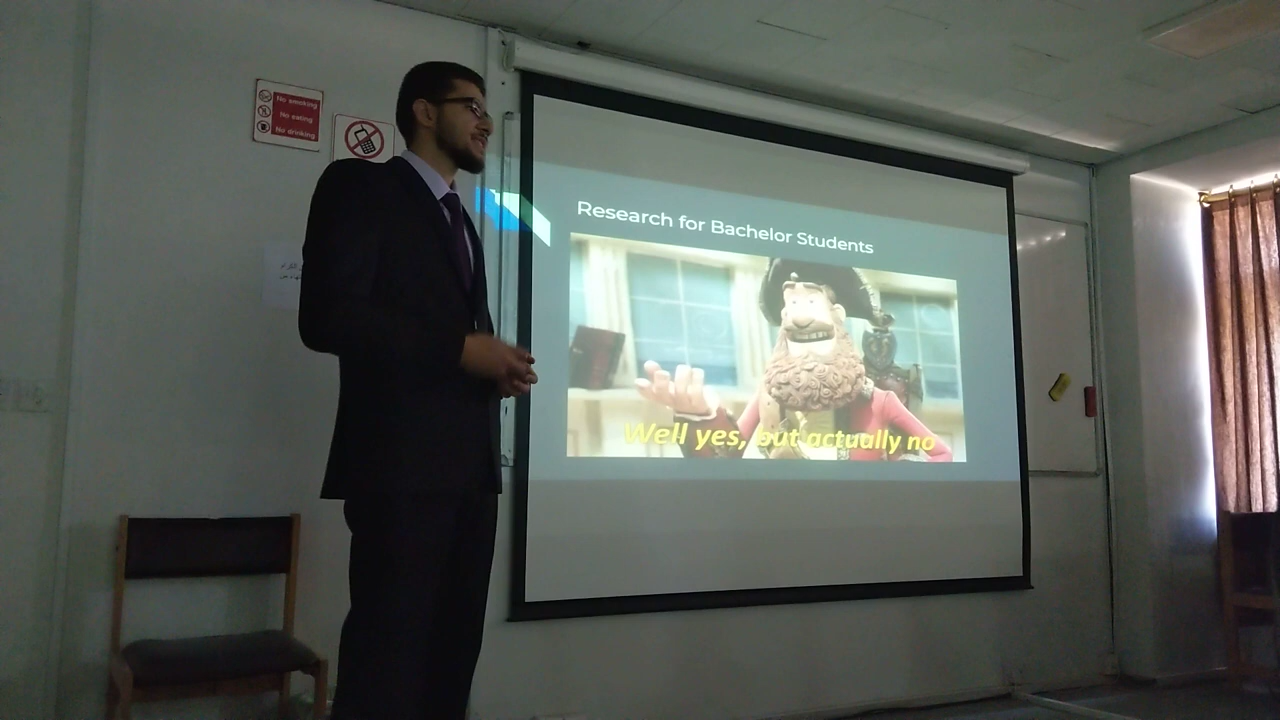 No smoking
No eating
No drinking
Research for Bachelor Students
Well yes, but actually no